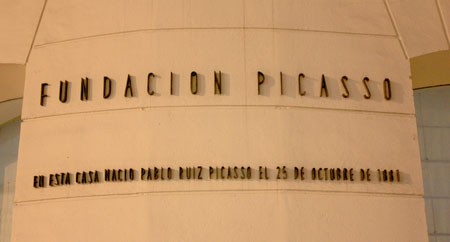 FUNDACION PICASSO
EN ESTA CASA NACIO PABLO RUIZ PICASSO EL 25 DE OCTUBRE DE 1881